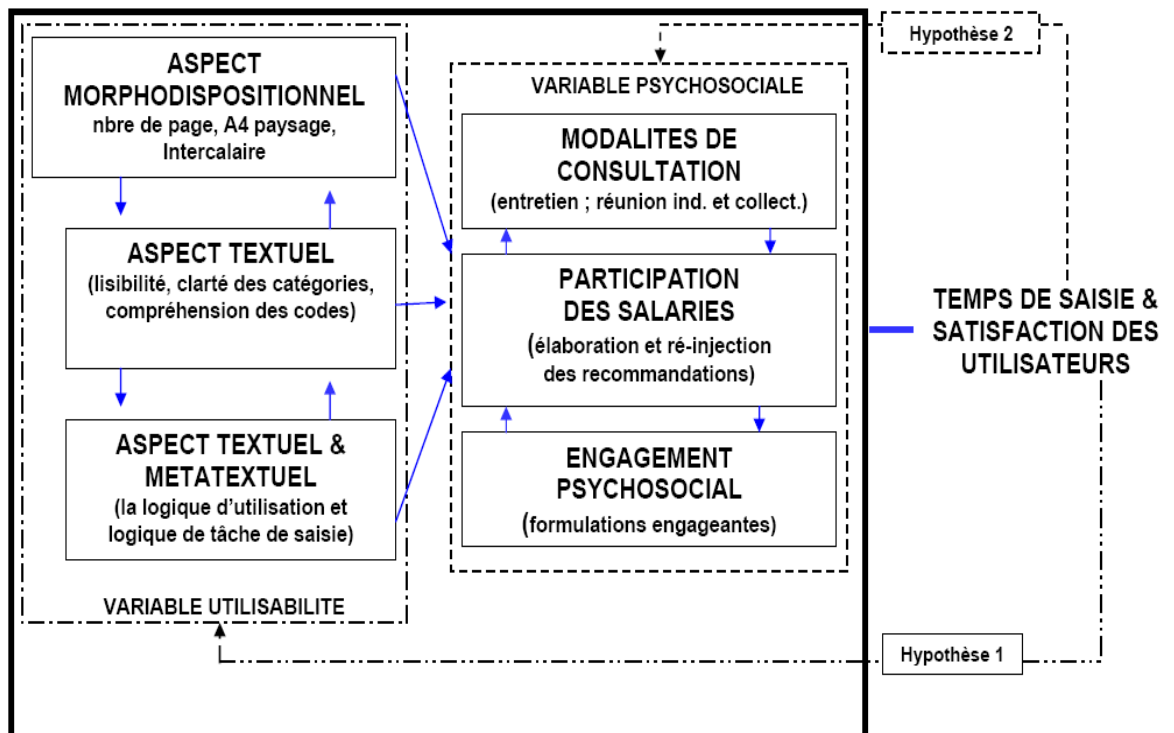 ASPECT
MORPHODISPOSITIONNEL
nbre de page, A4 paysage,
Intercalaire
ASPECT TEXTUEL
(lisibilité, clarté des catégories,
compréhension des codes)
ASPECT TEXTUEL &
METATEXTUEL
(la logique d'utilisation et
logique de tâche de saisie)
VARIABLE UTILISABILITE
VARIABLE PSYCHOSOCIALE
MODALITES DE
CONSULTATION
(entretien ; réunion ind. et collect.)
PARTICIPATION
DES SALARIES
(élaboration et ré-injection
des recommandations)
ENGAGEMENT
PSYCHOSOCIAL
(formulations engageantes)
Hypothèse 2
TEMPS DE SAISIE &
SATISFACTION DES
UTILISATEURS
Hypothèse 1